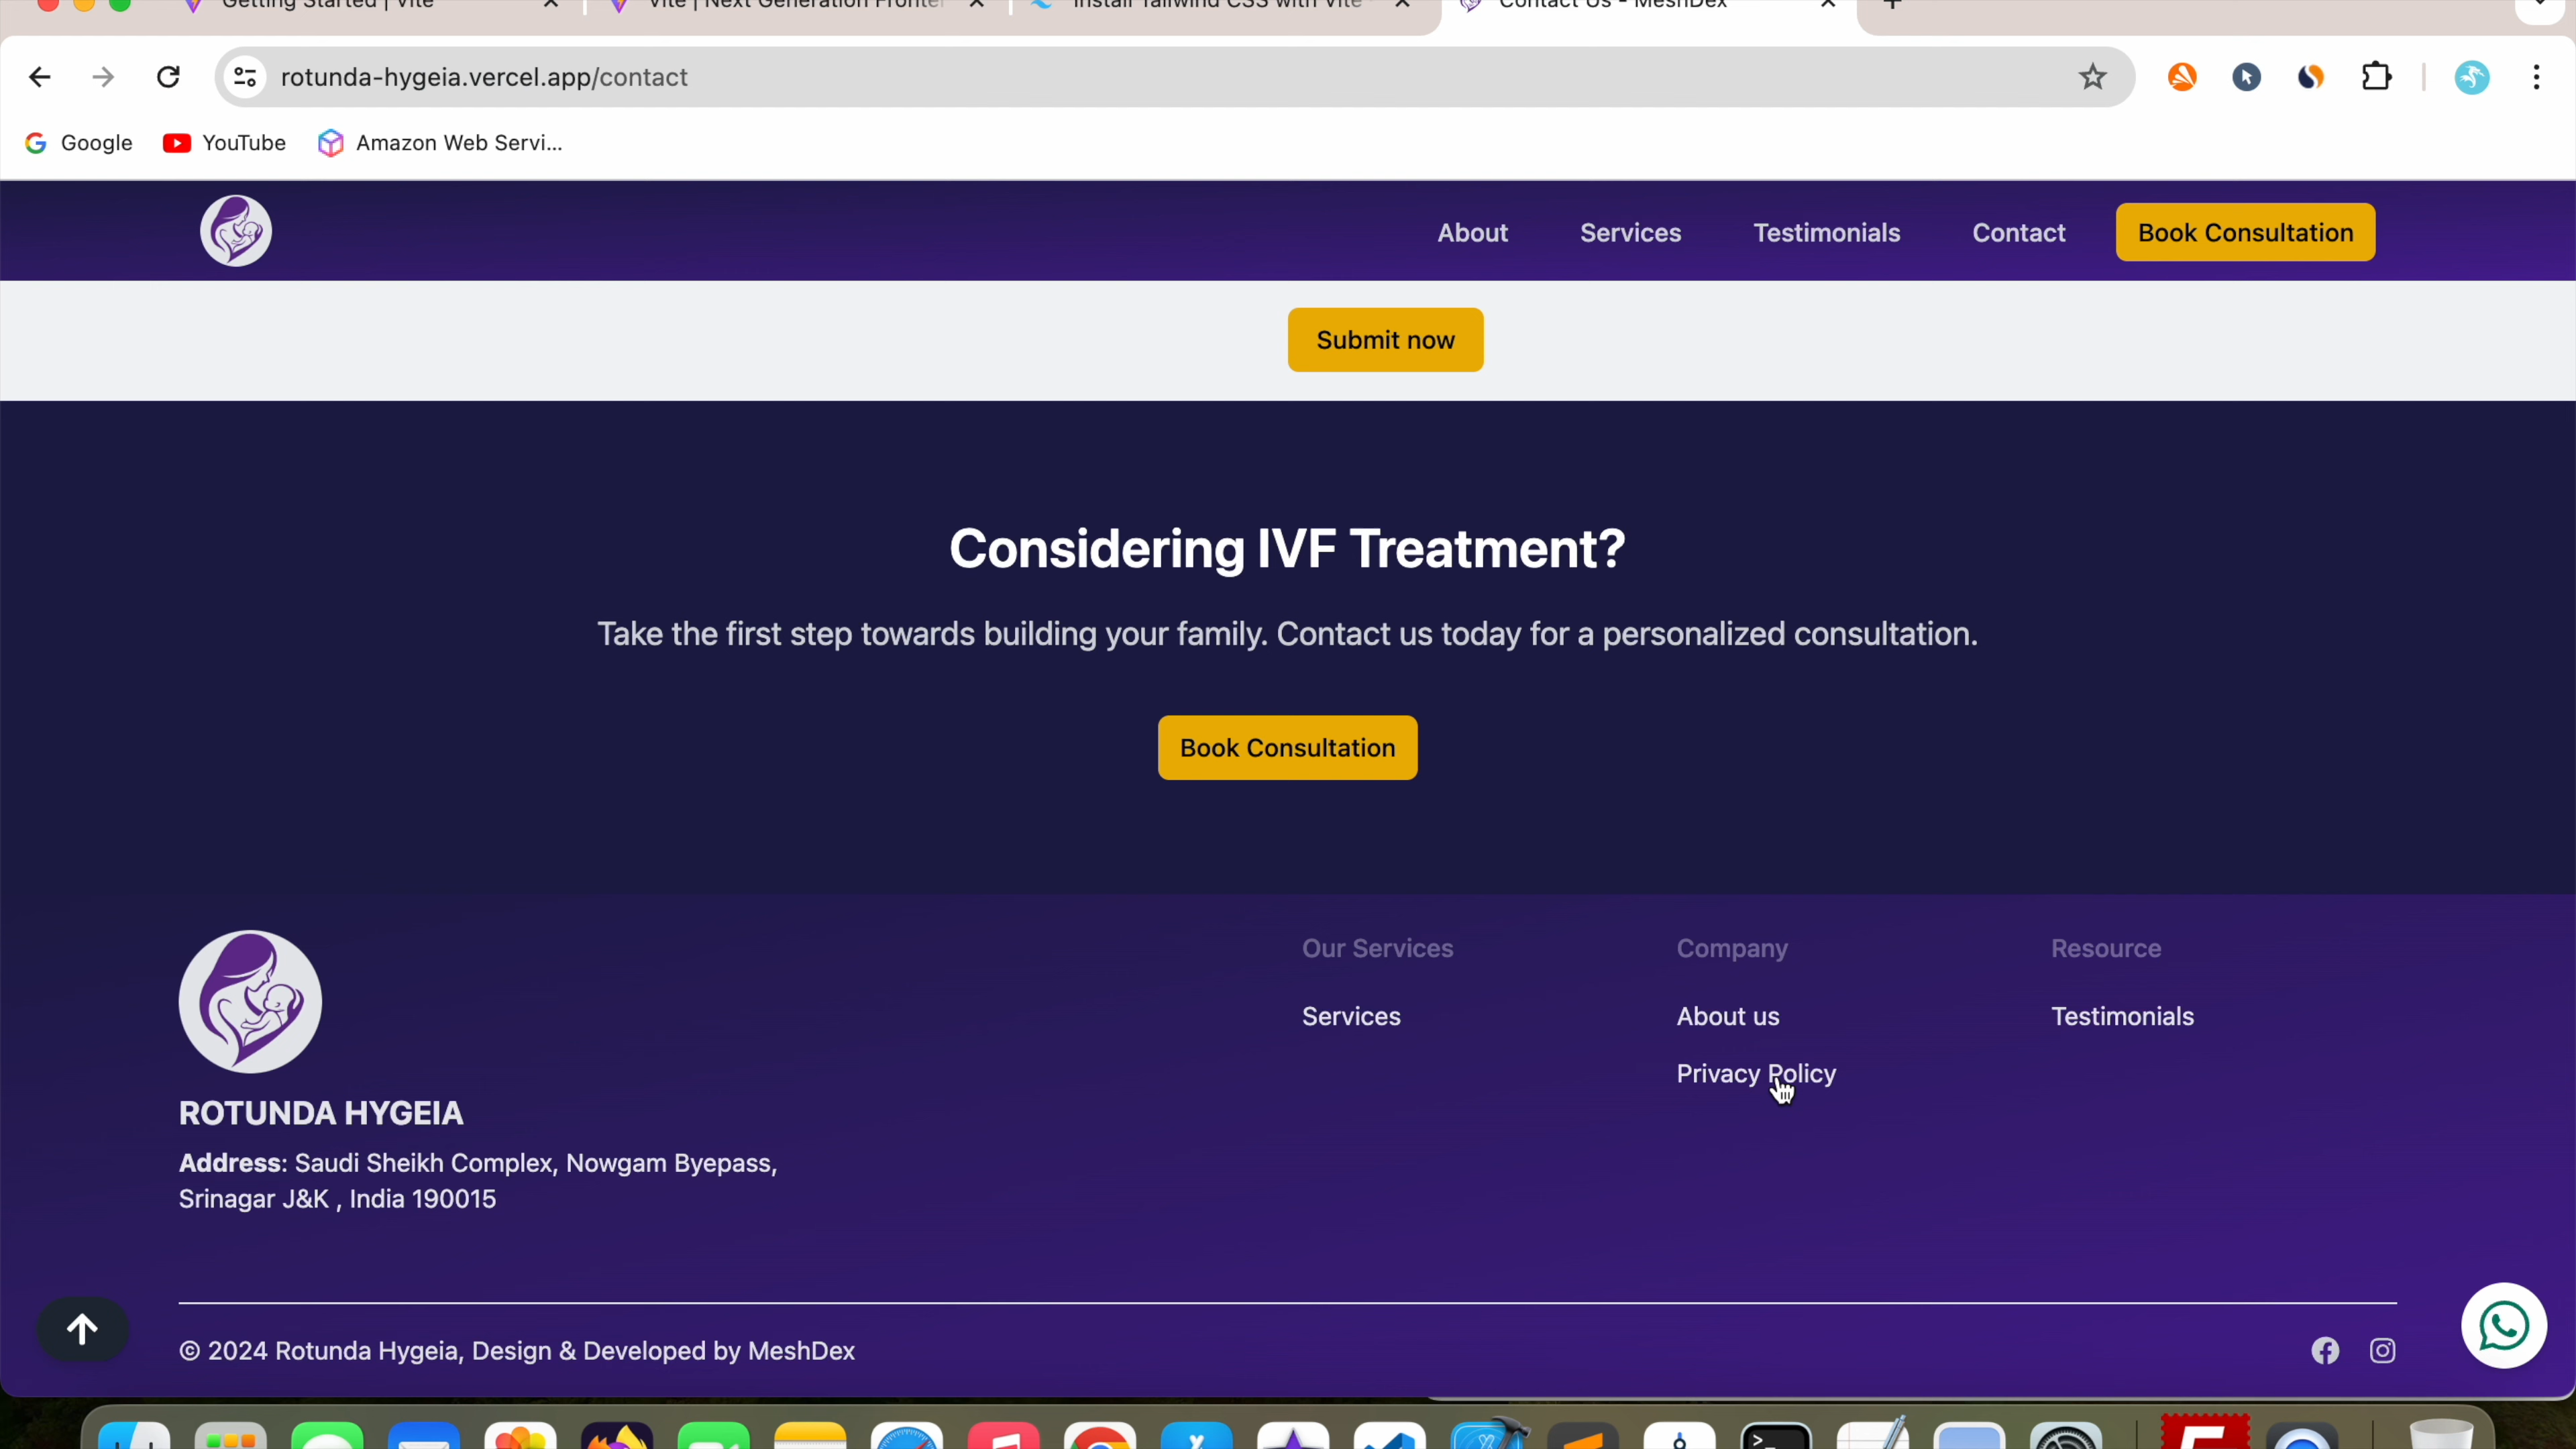 Getting Started | Vite
Vite | Next Generation Fronte
Install Tailwind CSS with Vite
Contact Us - MeshDex
rotunda-hygeia.vercel.app/contact
Google
YouTube
Amazon Web Servi...
About
Services
Testimonials
Contact
Book Consultation
Submit now
Considering IVF Treatment?
Take the first step towards building your family. Contact us today for a personalized consultation.
Book Consultation
Our Services
Company
Resource
Services
About us
Testimonials
Privacy Policy
ROTUNDA HYGEIA
Address: Saudi Sheikh Complex, Nowgam Byepass,
Srinagar J&K , India 190015
© 2024 Rotunda Hygeia, Design & Developed by MeshDex